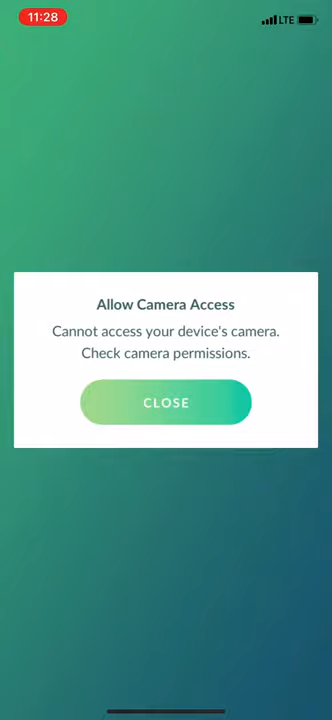 11:28
LTE
Allow Camera Access
Cannot access your device's camera.
Check camera permissions.
CLOSE